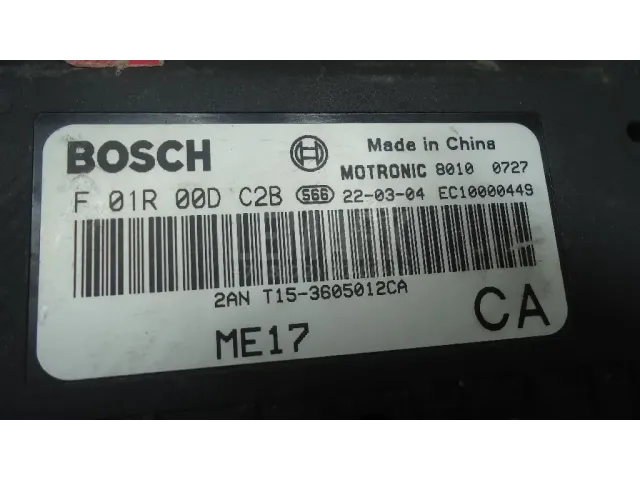 BOSCH
Made in China
MOTRONIC 8010 0727
F 01R 00D C2B S66 22-03-04 EC10000449
2AN T15-3605012CA
ME17
CA